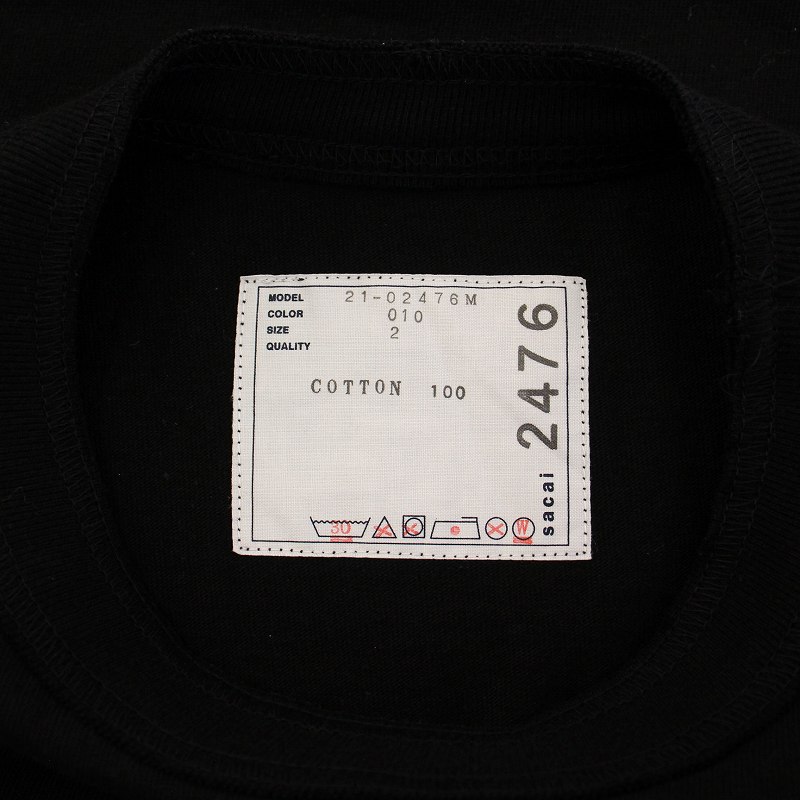 MODEL 21-02476M
COLOR 010
SIZE 2
QUALITY
COTTON 100
sacai 2476
30
W